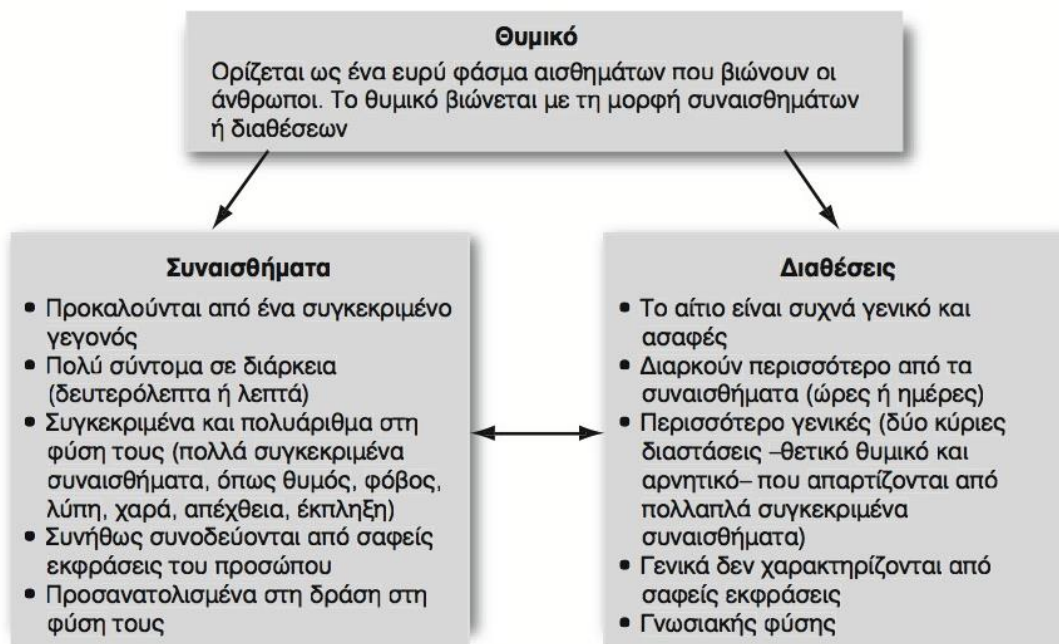 Θυμικό
Ορίζεται ως ένα ευρύ φάσμα αισθημάτων που βιώνουν οι
άνθρωποι. Το θυμικό βιώνεται με τη μορφή συναισθημάτων
ή διαθέσεων
Συναισθήματα
• Προκαλούνται από ένα συγκεκριμένο
γεγονός
• Πολύ σύντομα σε διάρκεια
(δευτερόλεπτα ή λεπτά)
• Συγκεκριμένα και πολυάριθμα στη
φύση τους (πολλά συγκεκριμένα
συναισθήματα, όπως θυμός, φόβος,
λύπη, χαρά, απέχθεια, έκπληξη)
• Συνήθως συνοδεύονται από σαφείς
εκφράσεις του προσώπου
• Προσανατολισμένα στη δράση στη
φύση τους
Διαθέσεις
• Το αίτιο είναι συχνά γενικό και
ασαφές
• Διαρκούν περισσότερο από τα
συναισθήματα (ώρες ή ημέρες)
• Περισσότερο γενικές (δύο κύριες
διαστάσεις –θετικό θυμικό και
αρνητικό– που απαρτίζονται από
πολλαπλά συγκεκριμένα
συναισθήματα)
• Γενικά δεν χαρακτηρίζονται από
σαφείς εκφράσεις
• Γνωσιακής φύσης